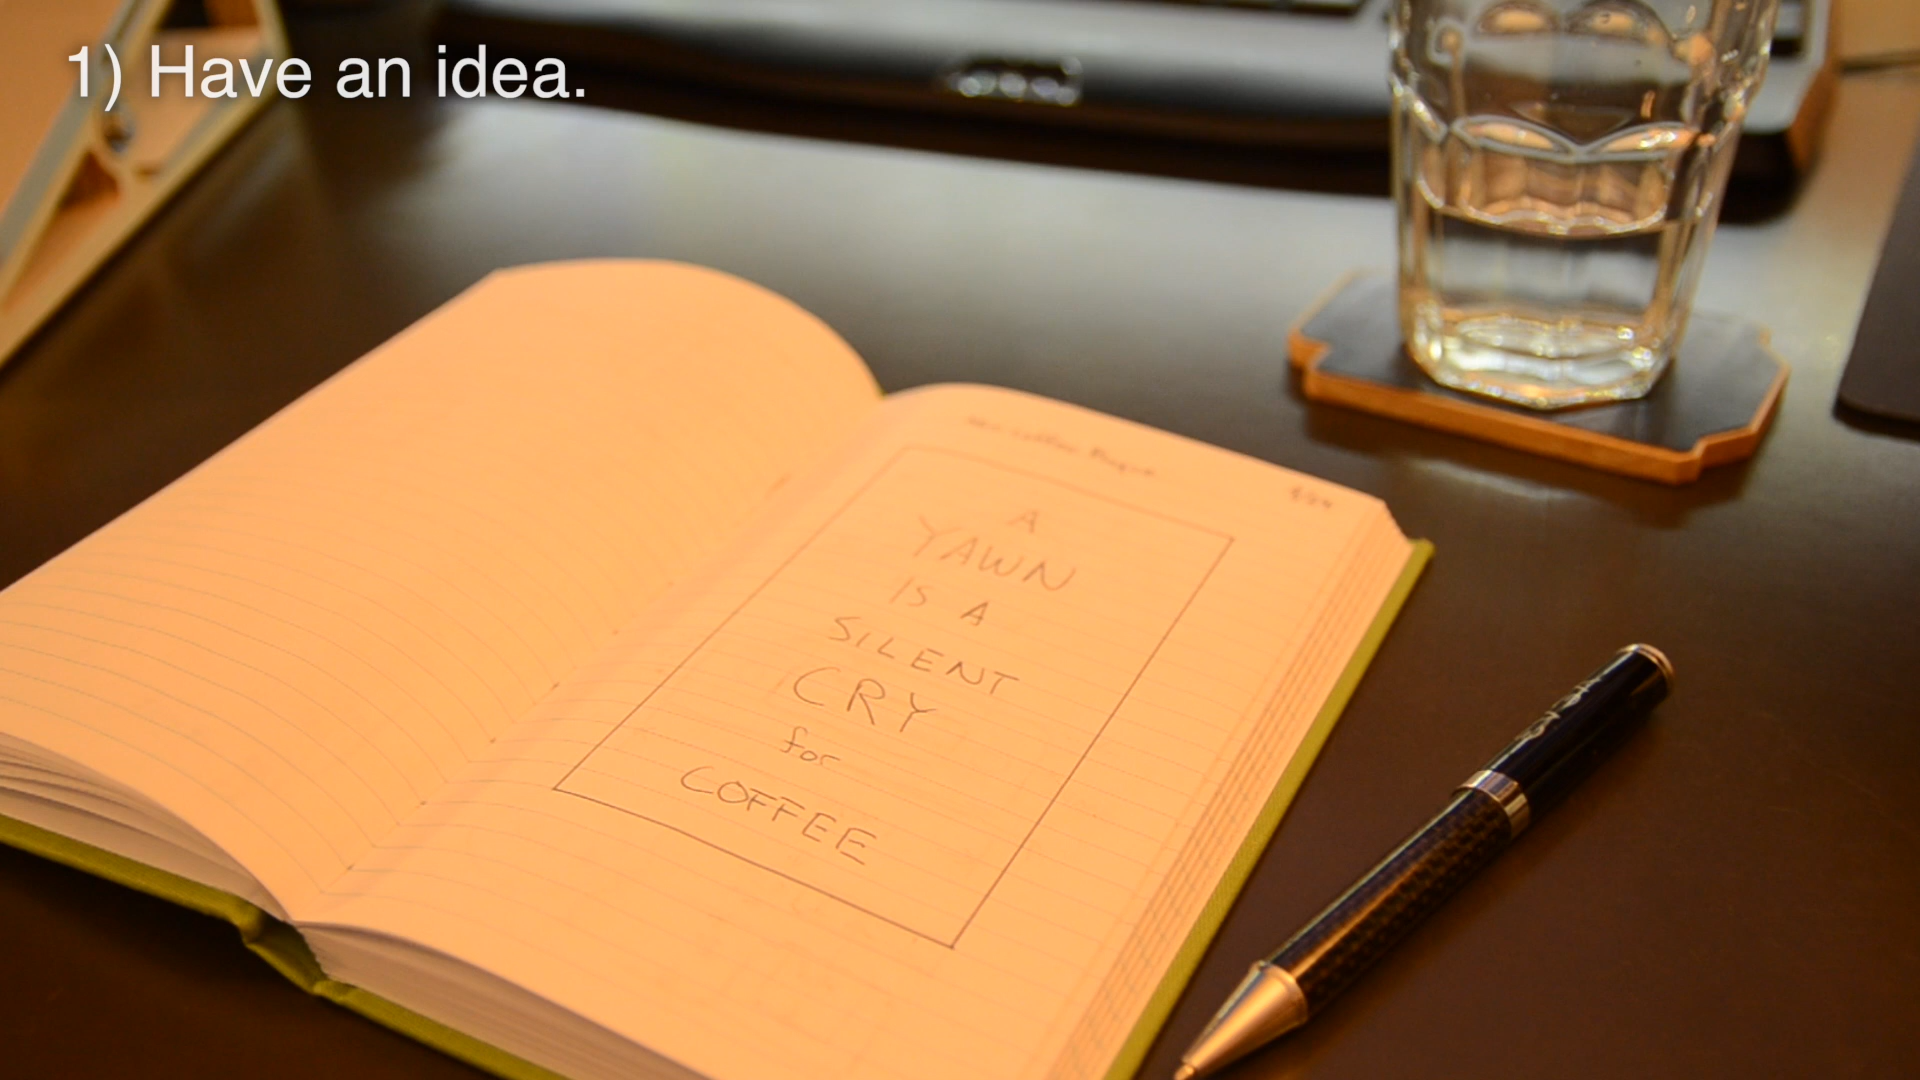 1) Have an idea.
A
YAWN
IS A
SILENT
CRY
for
COFFEE